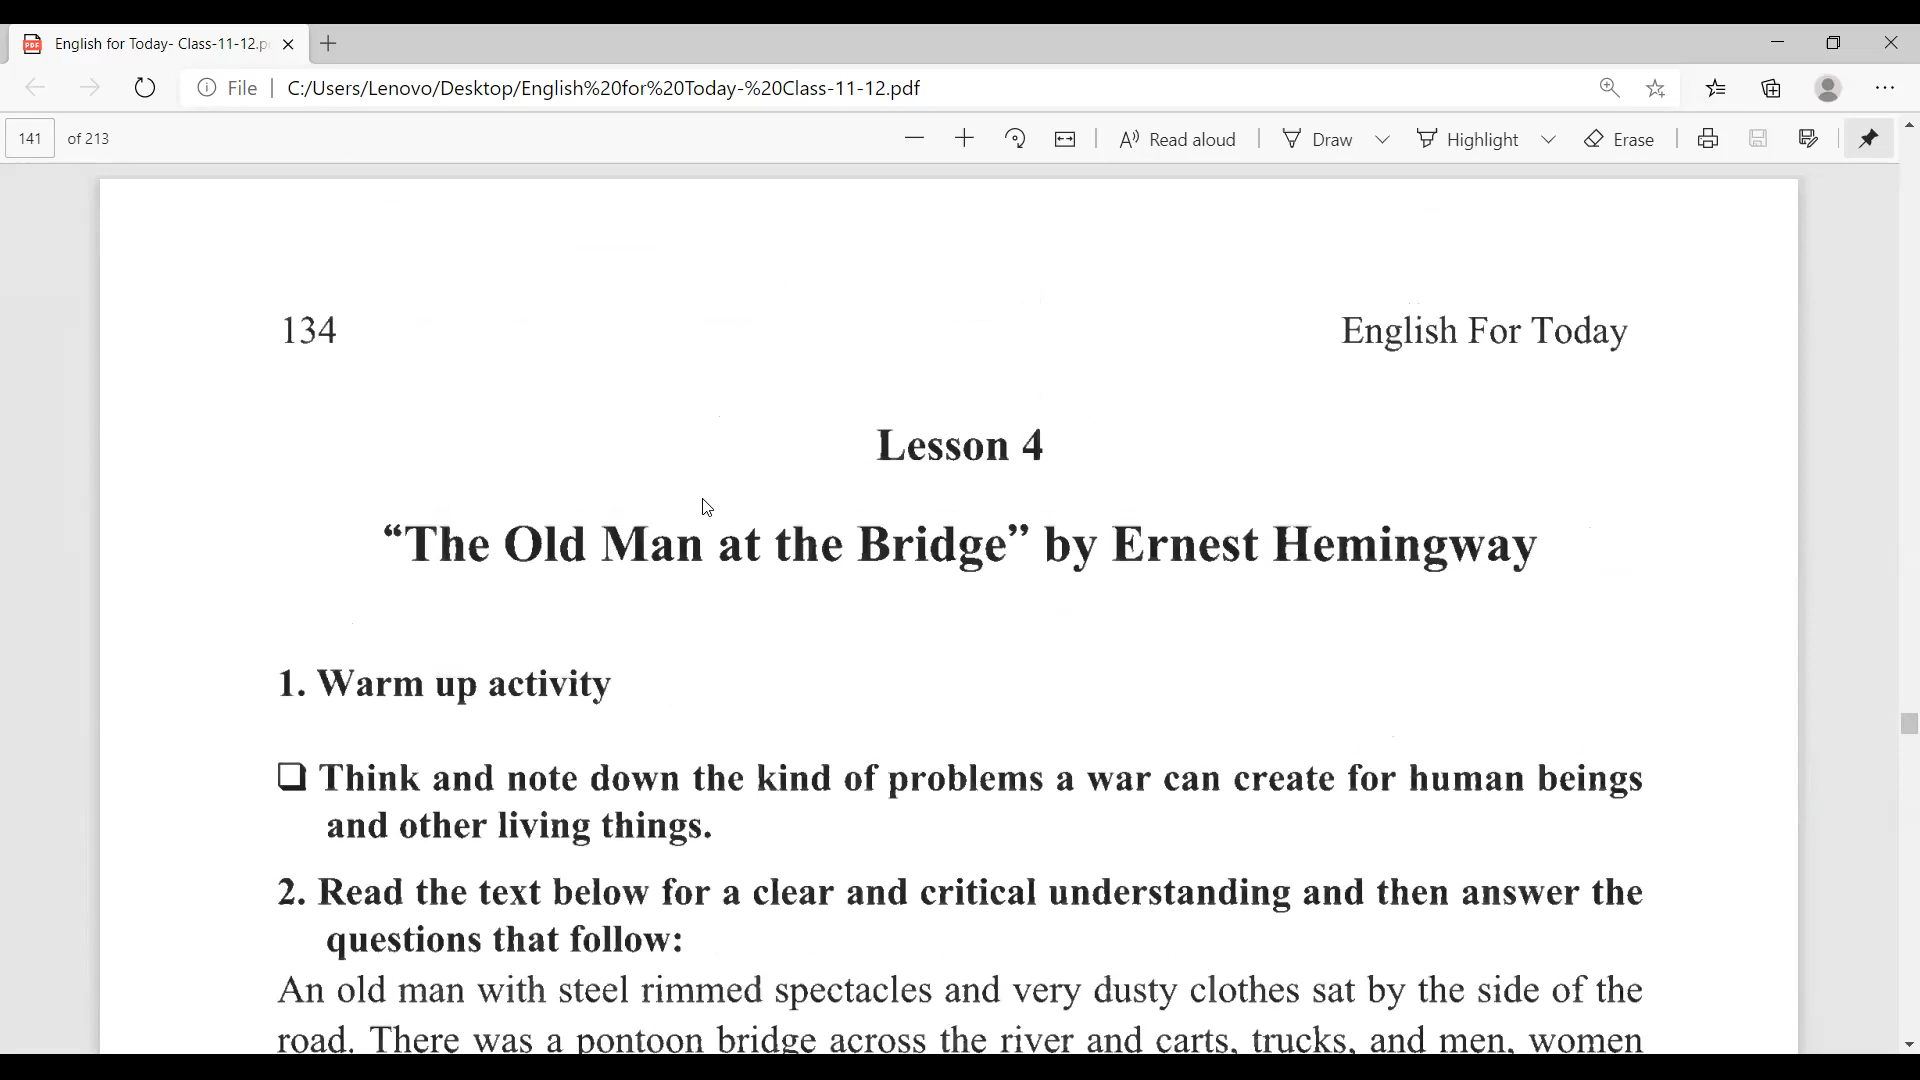 English for Today- Class-11-12.p
File
C:/Users/Lenovo/Desktop/English%20for%20Today-%20Class-11-12.pdf
141 of 213
Read aloud
Draw
Highlight
Erase
134
English For Today
Lesson 4
“The Old Man at the Bridge” by Ernest Hemingway
1. Warm up activity
❑ Think and note down the kind of problems a war can create for human beings
and other living things.
2. Read the text below for a clear and critical understanding and then answer the
questions that follow:
An old man with steel rimmed spectacles and very dusty clothes sat by the side of the
road. There was a pontoon bridge across the river and carts, trucks, and men, women